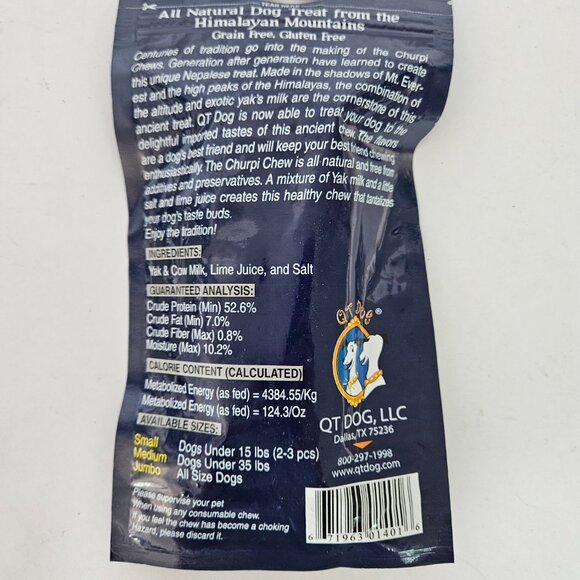 All Natural Dog Treat from the
Himalayan Mountains
Grain Free, Gluten Free
Centuries of tradition go into the making of the Churpi
Chews. Generation after generation have learned to create
this unique Nepalese treat. Made in the shadows of Mt. Ever-
est and the high peaks of the Himalayas, the combination of
the altitude and exotic yak's milk are the cornerstone of this
ancient treat. QT Dog is now able to treat your dog to the
delightful imported tastes of this ancient chew. The flavors
are a dog's best friend and will keep your best friend chewing
enthusiastically. The Churpi Chew is all natural and free from
additives and preservatives. A mixture of Yak milk and a little
salt and lime juice creates this healthy chew that tantalizes
your dog's taste buds.
Enjoy the tradition!
INGREDIENTS:
Yak & Cow Milk, Lime Juice, and Salt
GUARANTEED ANALYSIS:
Crude Protein (Min) 52.6%
Crude Fat (Min) 7.0%
Crude Fiber (Max) 0.8%
Moisture (Max) 10.2%
CALORIE CONTENT (CALCULATED)
Metabolized Energy (as fed) = 4384.55/Kg
Metabolized Energy (as fed) = 124.3/Oz
AVAILABLE SIZES:
Small Dogs Under 15 lbs (2-3 pcs)
Medium Dogs Under 35 lbs
Jumbo All Size Dogs
Please supervise your pet
When using any consumable chew.
If you feel the chew has become a choking
Hazard, please discard it.
QT Dog
QT DOG, LLC
Dallas, TX 75236
800-297-1998
www.qtdog.com
6 71963 01401 6